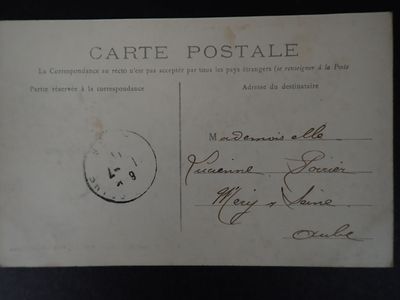 CARTE POSTALE
La Correspondance au recto n'est pas acceptée par tous les pays étrangers (se renseigner à la Poste
Partie réservée à la correspondance
Adresse du destinataire
Mademoiselle
Lucienne Poirier
Méry s Seine
Aube